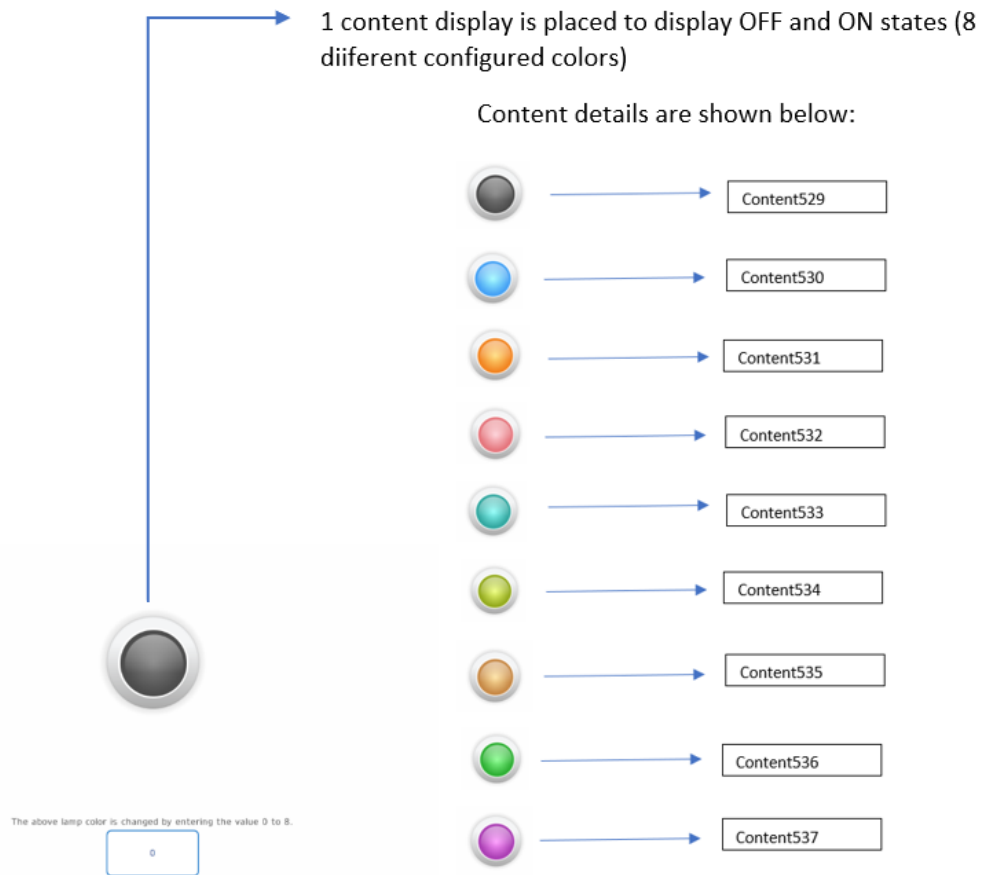 1 content display is placed to display OFF and ON states (8
diiferent configured colors)
Content details are shown below:
Content529
Content530
Content531
Content532
Content533
Content534
Content535
Content536
Content537
The above lamp color is changed by entering the value 0 to 8.
0